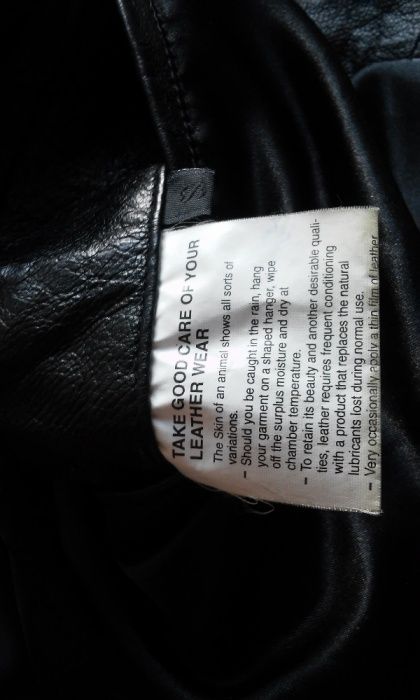 TAKE GOOD CARE OF YOUR
LEATHER WEAR
The Skin of an animal shows all sorts of
variations.
– Should you be caught in the rain, hang
your garment on a shaped hanger, wipe
off the surplus moisture and dry at
chamber temperature.
– To retain its beauty and another desirable quali-
ties, leather requires frequent conditioning
with a product that replaces the natural
lubricants lost during normal use.
– Very occasionally apply a thin film of leather